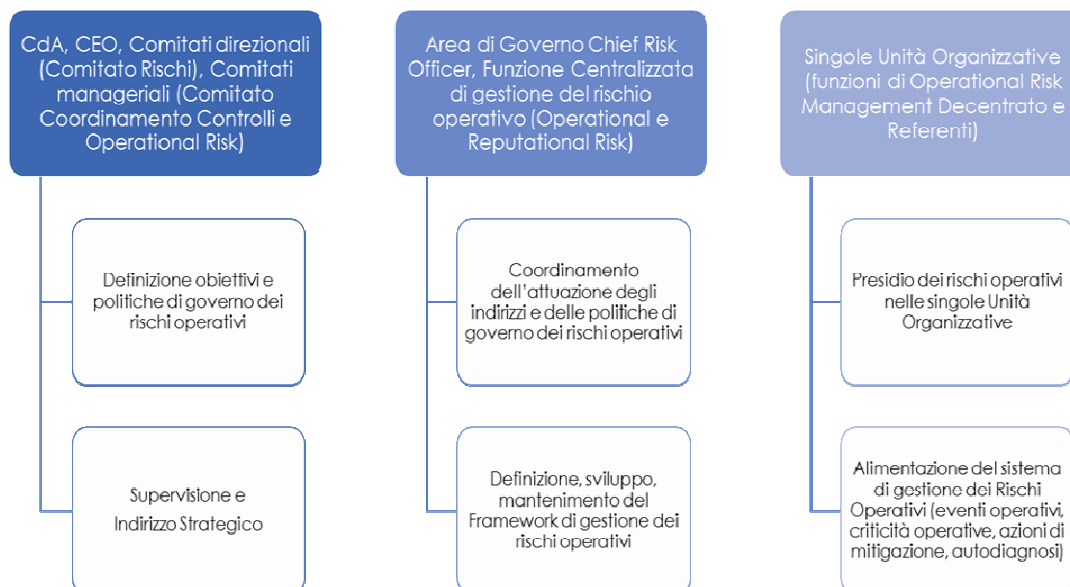 CdA, CEO, Comitati direzionali
(Comitato Rischi), Comitati
manageriali (Comitato
Coordinamento Controlli e
Operational Risk)
Definizione obiettivi e
politiche di governo dei
rischi operativi
Supervisione e
Indirizzo Strategico
Area di Governo Chief Risk
Officer, Funzione Centralizzata
di gestione del rischio
operativo (Operational e
Reputational Risk)
Coordinamento
dell'attuazione degli
indirizzi e delle politiche di
governo dei rischi operativi
Definizione, sviluppo,
mantenimento del
Framework di gestione dei
rischi operativi
Singole Unità Organizzative
(funzioni di Operational Risk
Management Decentrato e
Referenti)
Presidio dei rischi operativi
nelle singole Unità
Organizzative
Alimentazione del sistema
di gestione dei Rischi
Operativi (eventi operativi,
criticità operative, azioni di
mitigazione, autodiagnosi)